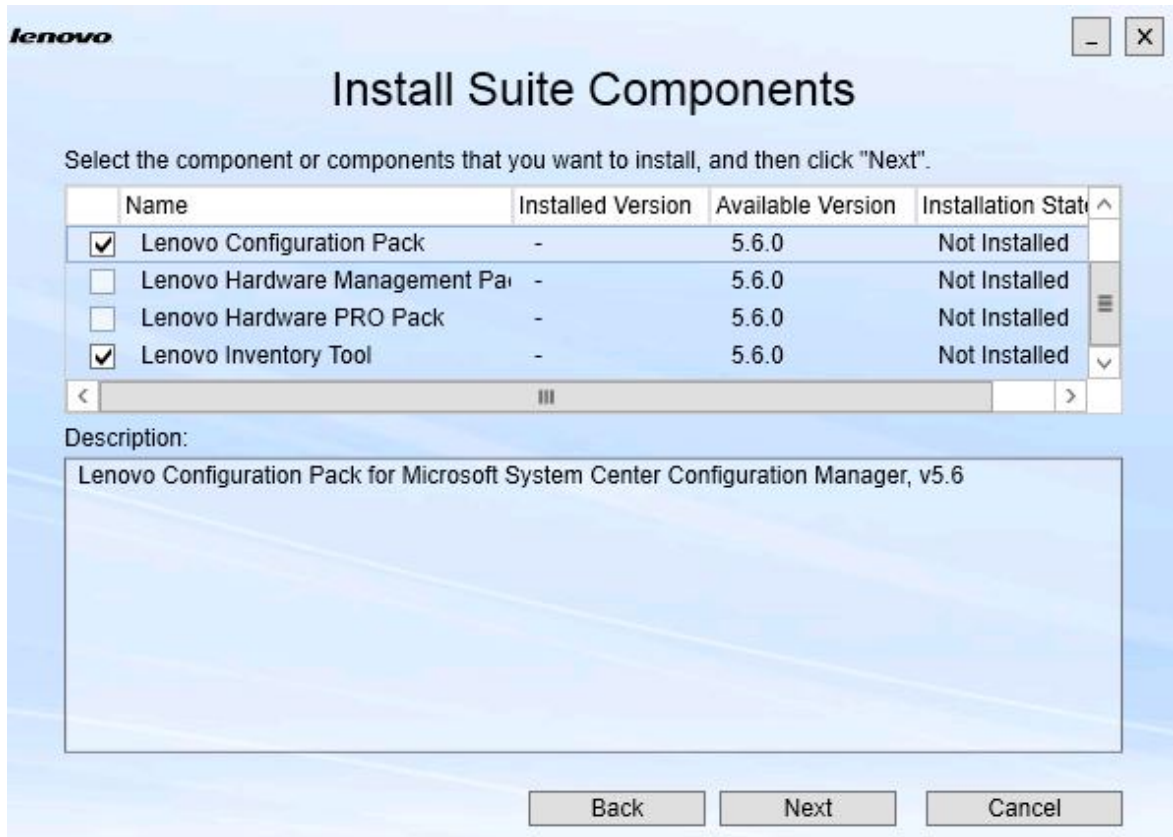 lenovo
Install Suite Components
Select the component or components that you want to install, and then click "Next".
Name Installed Version Available Version Installation State
Lenovo Configuration Pack - 5.6.0 Not Installed
Lenovo Hardware Management Pa - 5.6.0 Not Installed
Lenovo Hardware PRO Pack - 5.6.0 Not Installed
Lenovo Inventory Tool - 5.6.0 Not Installed
Description:
Lenovo Configuration Pack for Microsoft System Center Configuration Manager, v5.6
Back Next Cancel